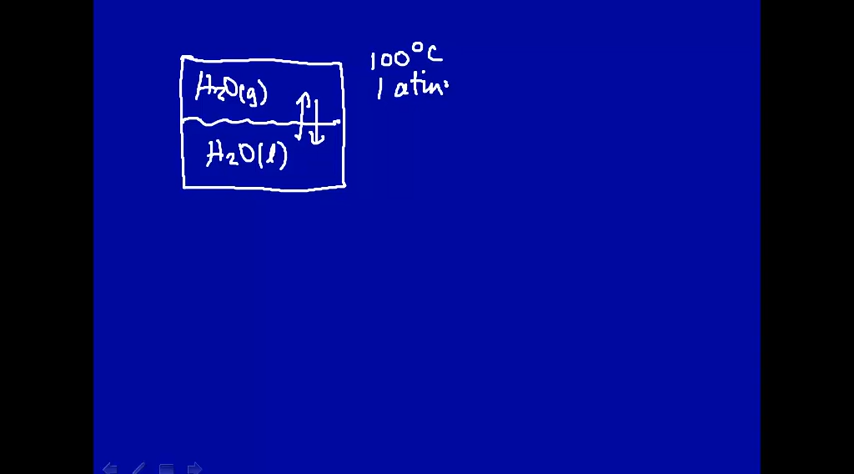 100°C
1 atm.
H₂O(g)
H₂O(l)